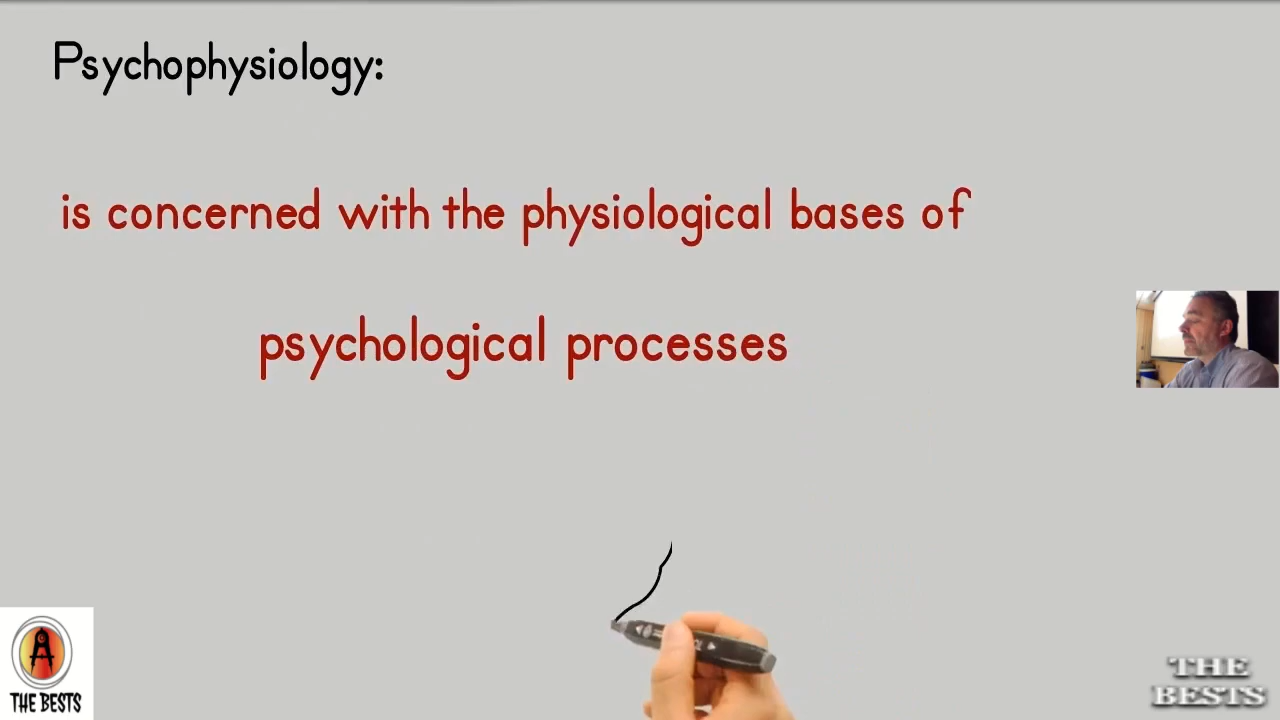 Psychophysiology:
is concerned with the physiological bases of
psychological processes
THE BESTS
THE
BESTS